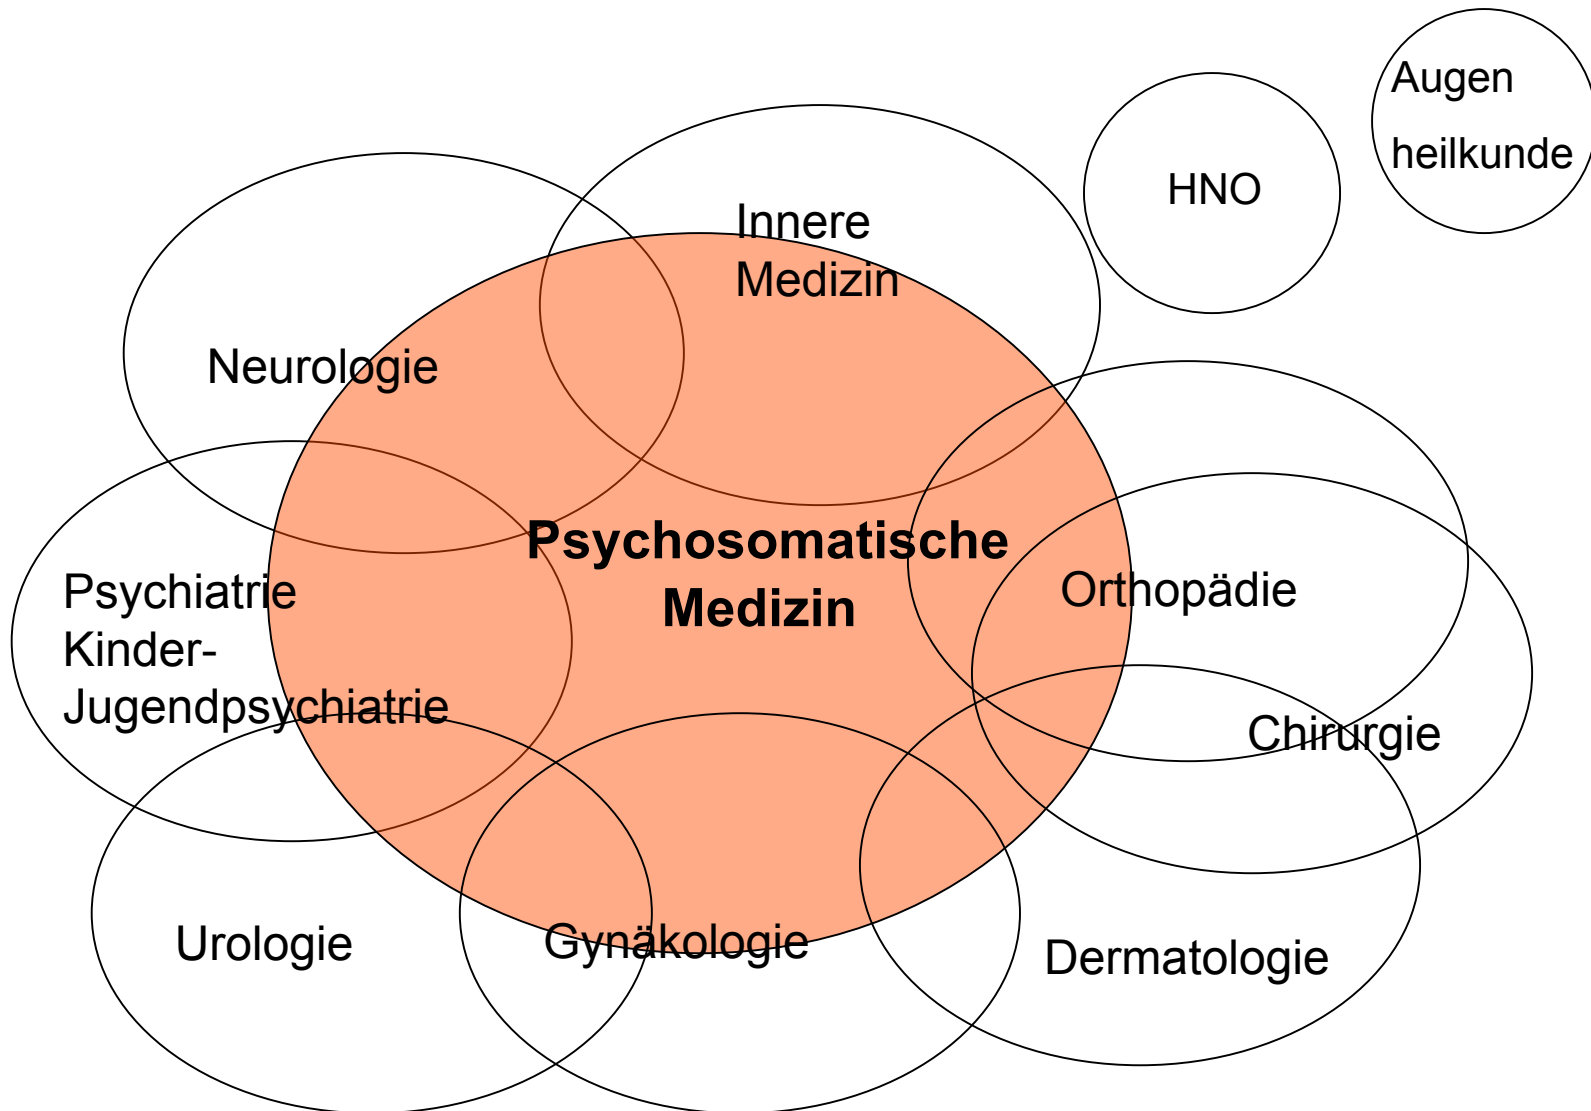 Augen
heilkunde
HNO
Innere
Medizin
Neurologie
Psychosomatische
Medizin
Orthopädie
Psychiatrie
Kinder-
Jugendpsychiatrie
Chirurgie
Urologie
Gynäkologie
Dermatologie